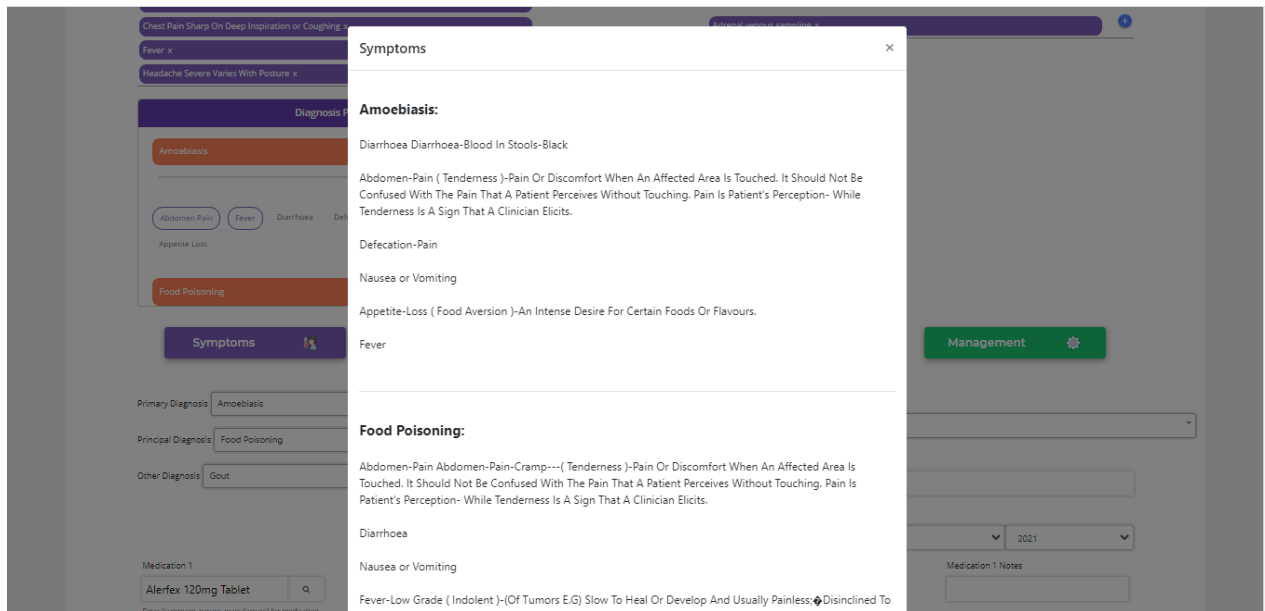 Chest Pain Sharp On Deep Inspiration or Coughing x
Adrenal venous sampling x
Fever x
Headache Severe Varies With Posture x
Symptoms
×
Diagnosis P
Amoebiasis
Abdomen Pain
Fever
Diarrhoea
Def
Appetite Loss
Food Poisoning
Amoebiasis:
Diarrhoea Diarrhoea-Blood In Stools-Black
Abdomen-Pain ( Tenderness )-Pain Or Discomfort When An Affected Area Is Touched. It Should Not Be
Confused With The Pain That A Patient Perceives Without Touching. Pain Is Patient's Perception- While
Tenderness Is A Sign That A Clinician Elicits.
Defecation-Pain
Nausea or Vomiting
Appetite-Loss ( Food Aversion )-An Intense Desire For Certain Foods Or Flavours.
Fever
Food Poisoning:
Abdomen-Pain Abdomen-Pain-Cramp---( Tenderness )-Pain Or Discomfort When An Affected Area Is
Touched. It Should Not Be Confused With The Pain That A Patient Perceives Without Touching. Pain Is
Patient's Perception- While Tenderness Is A Sign That A Clinician Elicits.
Diarrhoea
Nausea or Vomiting
Fever-Low Grade ( Indolent )-(Of Tumors E.G) Slow To Heal Or Develop And Usually Painless;�Disinclined To
Symptoms
Management
Primary Diagnosis Amoebiasis
Principal Diagnosis Food Poisoning
Other Diagnosis Gout
2021
Medication 1
Medication 1 Notes
Alerfex 120mg Tablet